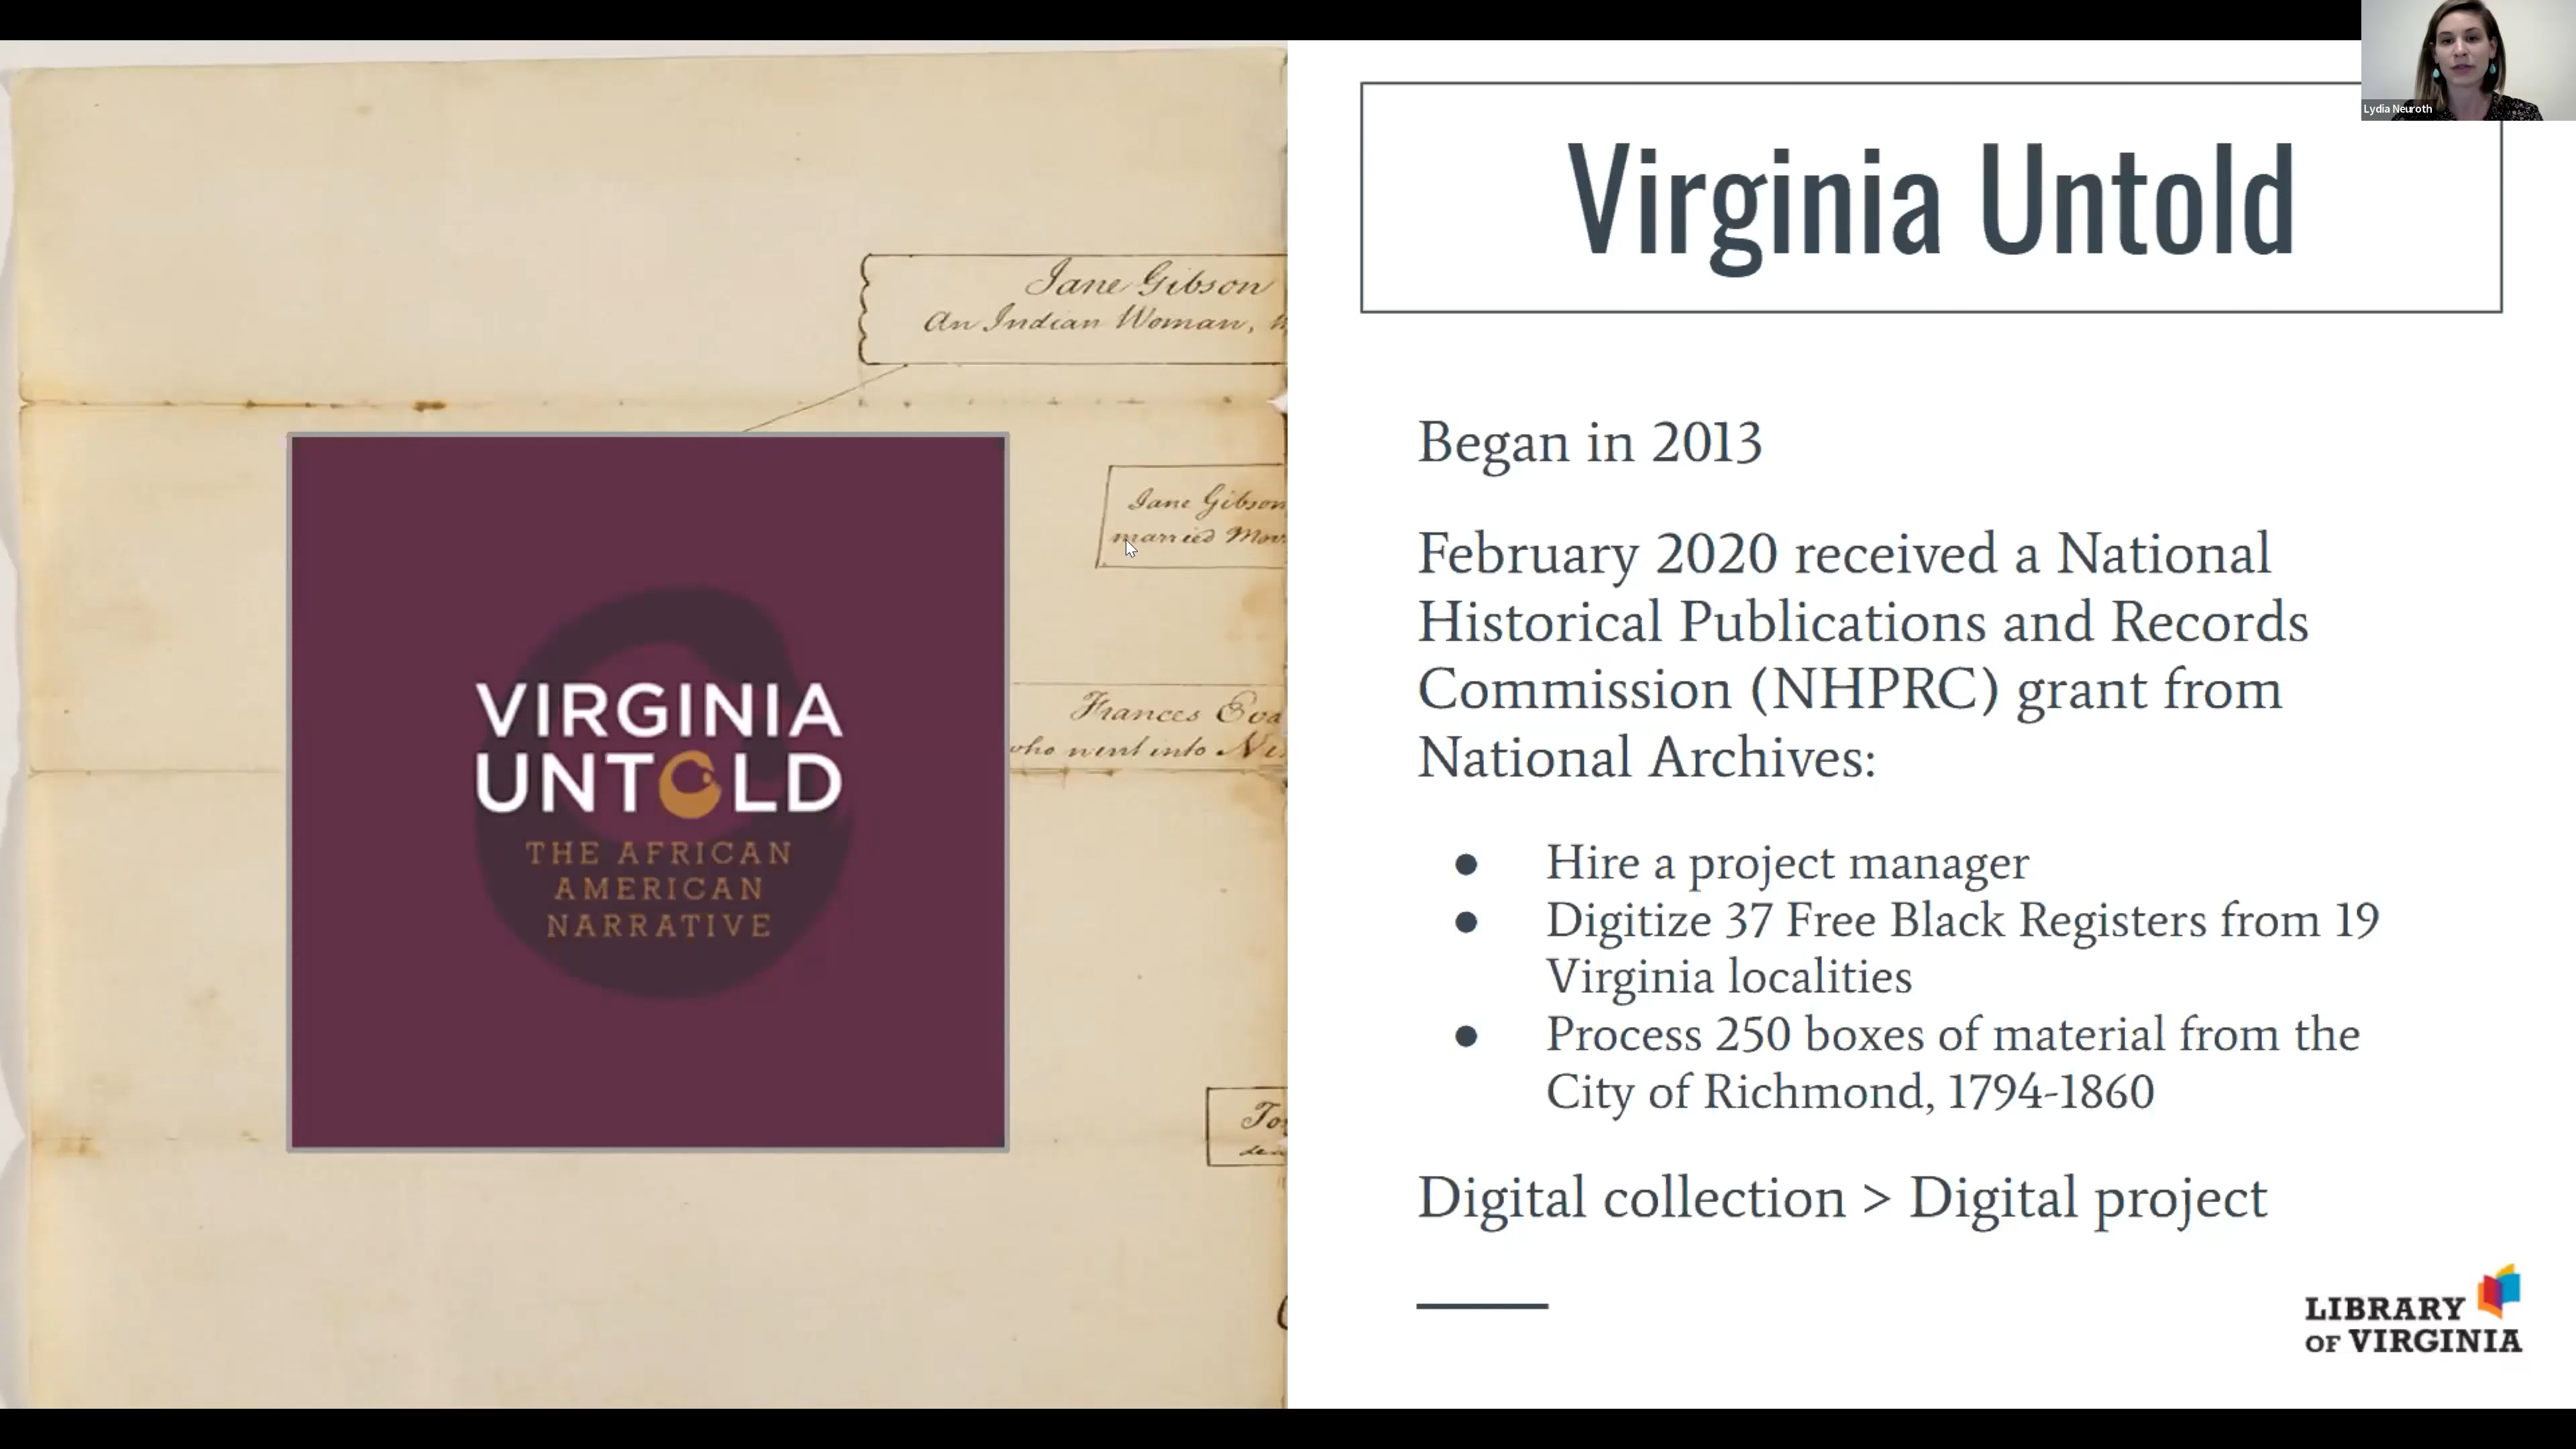 Lydia Neuroth
Virginia Untold
Jane Gibson
An Indian Woman,
Jane Gibson
married
Frances
who went into
VIRGINIA
UNTOLD
THE AFRICAN
AMERICAN
NARRATIVE
Began in 2013
February 2020 received a National
Historical Publications and Records
Commission (NHPRC) grant from
National Archives:
● Hire a project manager
● Digitize 37 Free Black Registers from 19
Virginia localities
● Process 250 boxes of material from the
City of Richmond, 1794-1860
Digital collection > Digital project
LIBRARY
OF VIRGINIA